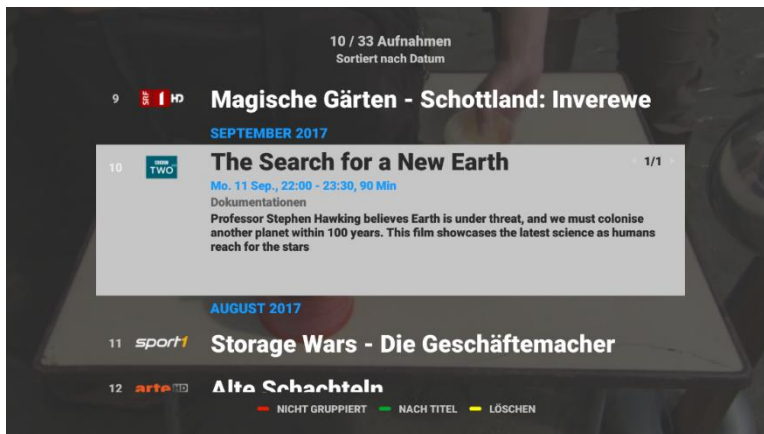 10 / 33 Aufnahmen
Sortiert nach Datum
9 SRF 1 HD Magische Gärten - Schottland: Inverewe
SEPTEMBER 2017
10 BBC TWO The Search for a New Earth 1/1
Mo. 11 Sep., 22:00 - 23:30, 90 Min
Dokumentationen
Professor Stephen Hawking believes Earth is under threat, and we must colonise
another planet within 100 years. This film showcases the latest science as humans
reach for the stars
AUGUST 2017
11 sport1 Storage Wars - Die Geschäftemacher
12 arte HD Alte Schachteln
NICHT GRUPPIERT NACH TITEL LÖSCHEN